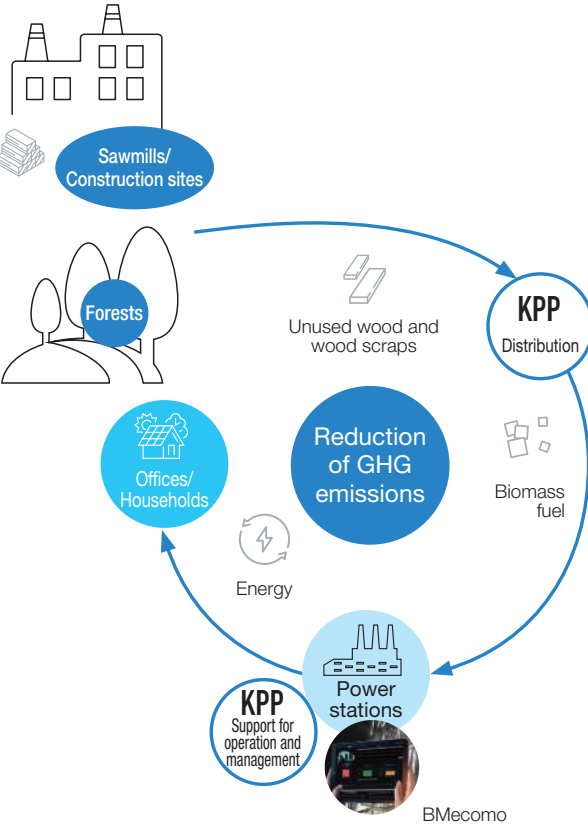 Sawmills/
Construction sites
Forests
Unused wood and
wood scraps
KPP
Distribution
Reduction
of GHG
emissions
Offices/
Households
Biomass
fuel
Energy
Power
stations
KPP
Support for
operation and
management
BMecomo